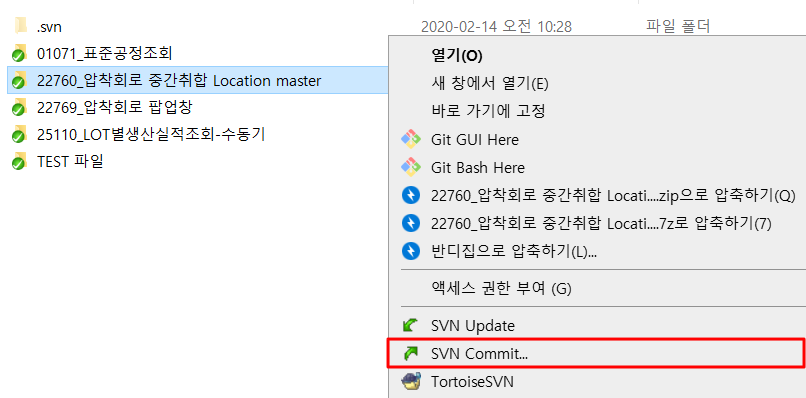 .svn
2020-02-14 오전 10:28
파일 폴더
01071_표준공정조회
22760_압착회로 중간취합 Location master
22769_압착회로 팝업창
25110_LOT별생산실적조회-수동기
TEST 파일
열기(O)
새 창에서 열기(E)
바로 가기에 고정
Git GUI Here
Git Bash Here
22760_압착회로 중간취합 Locati....zip으로 압축하기(Q)
22760_압착회로 중간취합 Locati....7z로 압축하기(7)
반디집으로 압축하기(L)...
액세스 권한 부여 (G)
SVN Update
SVN Commit...
TortoiseSVN